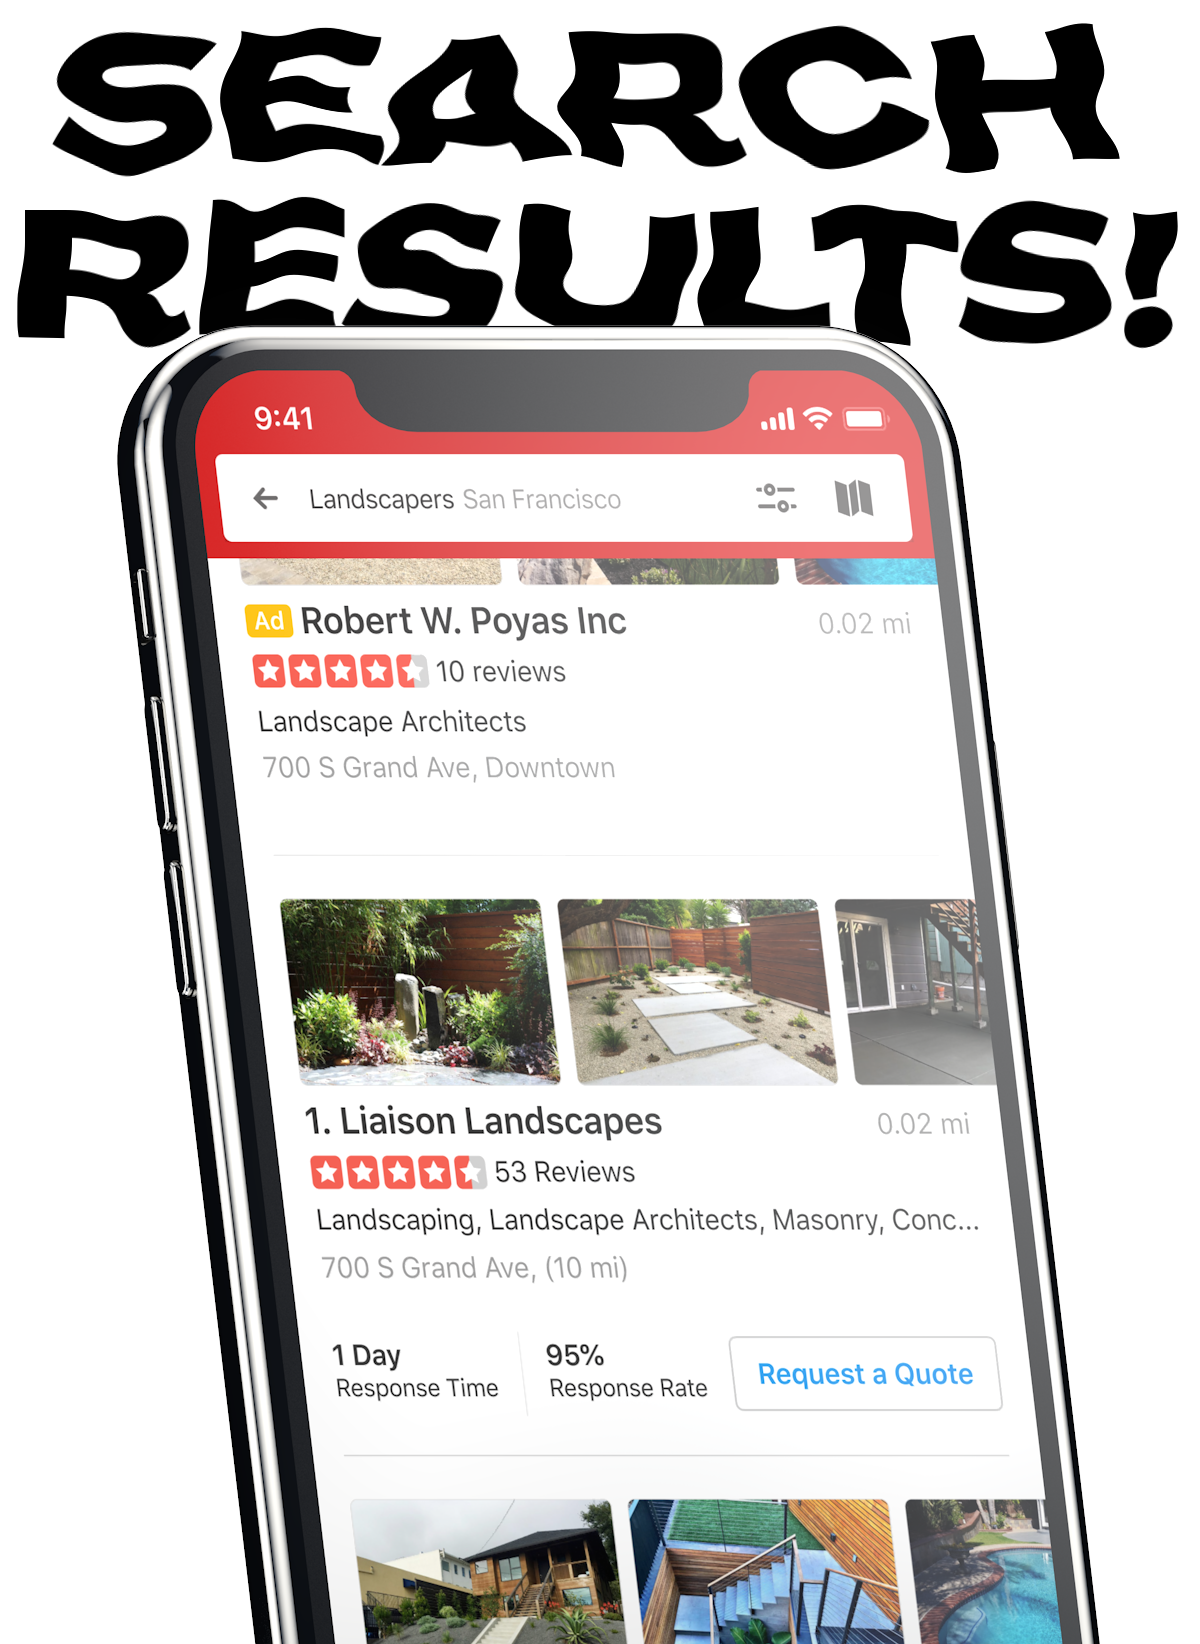 SEARCH
RESULTS!
9:41
Landscapers San Francisco
Ad Robert W. Poyas Inc 0.02 mi
10 reviews
Landscape Architects
700 S Grand Ave, Downtown
1. Liaison Landscapes 0.02 mi
53 Reviews
Landscaping, Landscape Architects, Masonry, Conc...
700 S Grand Ave, (10 mi)
1 Day 95%
Response Time Response Rate Request a Quote